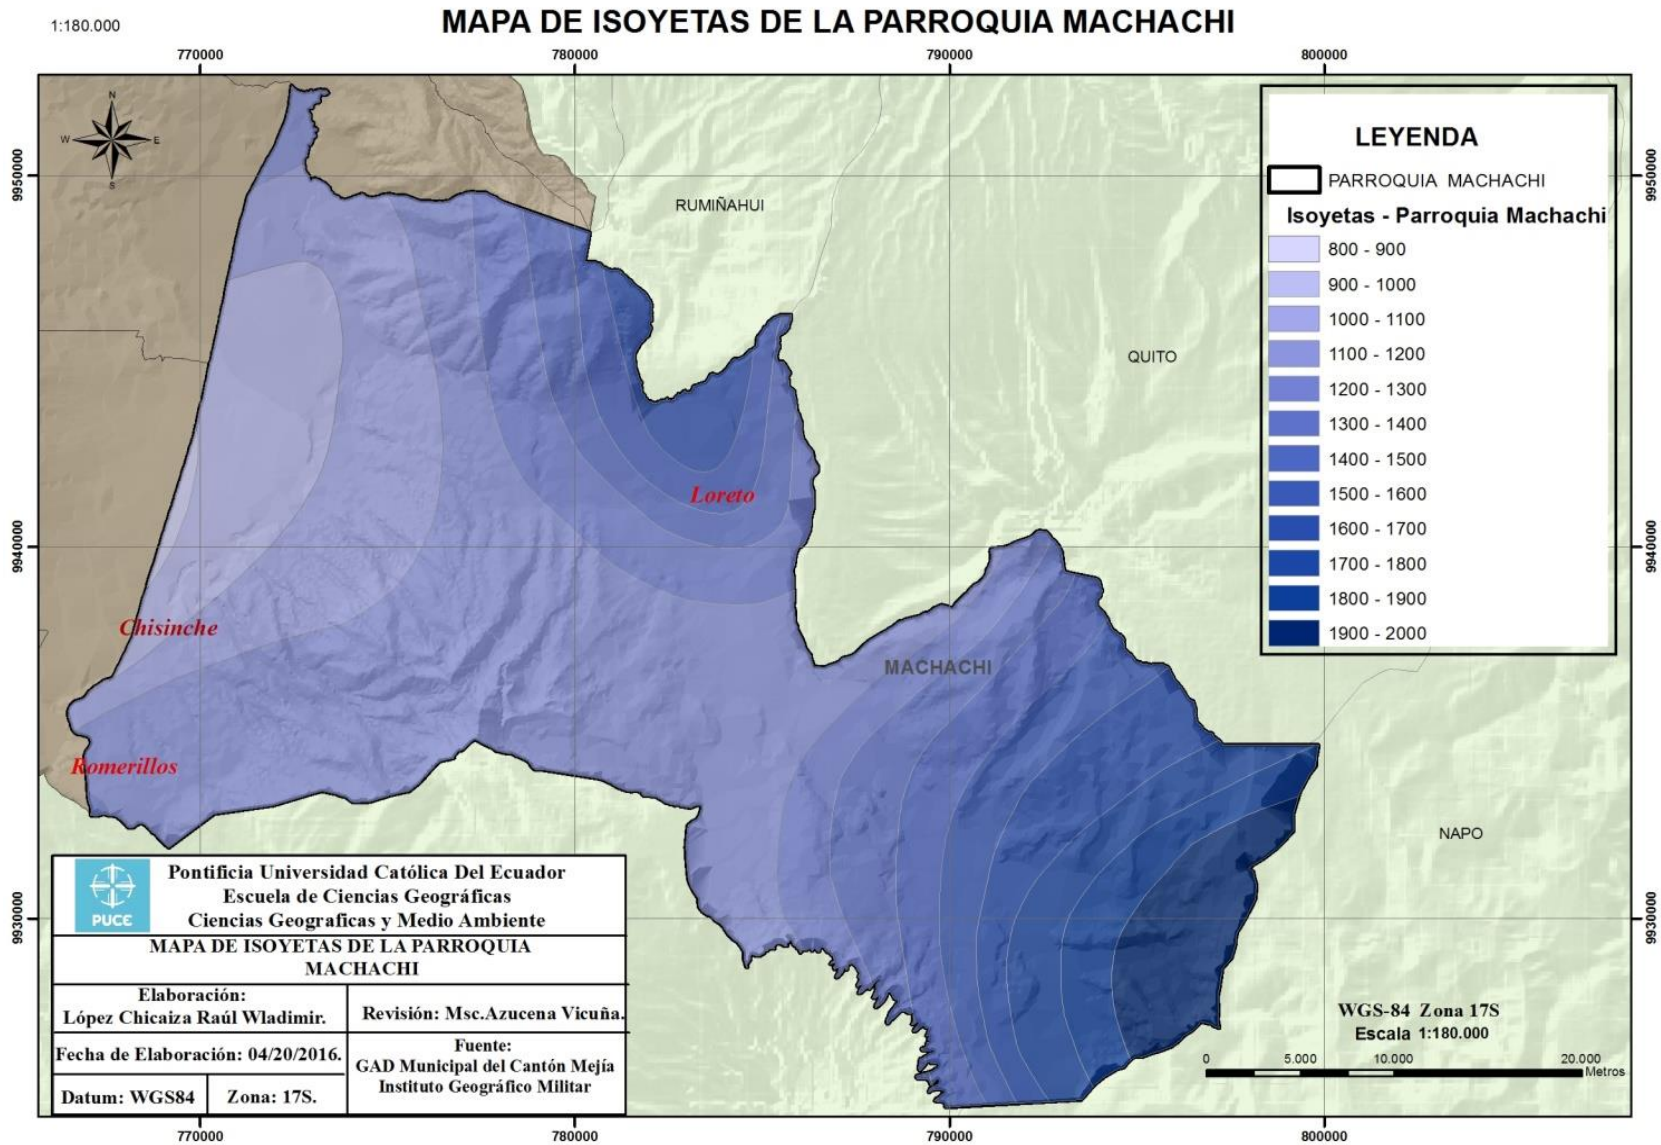 1:180.000
MAPA DE ISOYETAS DE LA PARROQUIA MACHACHI
770000
780000
790000
800000
9950000
9950000
N
W
E
S
LEYENDA
PARROQUIA MACHACHI
Isoyetas - Parroquia Machachi
800 - 900
900 - 1000
1000 - 1100
1100 - 1200
1200 - 1300
1300 - 1400
1400 - 1500
1500 - 1600
1600 - 1700
1700 - 1800
1800 - 1900
1900 - 2000
RUMIÑAHUI
QUITO
Loreto
9940000
9940000
Chisinche
MACHACHI
Romerillos
NAPO
9930000
9930000
PUCE
Pontificia Universidad Católica Del Ecuador
Escuela de Ciencias Geográficas
Ciencias Geograficas y Medio Ambiente
MAPA DE ISOYETAS DE LA PARROQUIA
MACHACHI
Elaboración:
López Chicaiza Raúl Wladimir.
Revisión: Msc.Azucena Vicuña.
Fecha de Elaboración: 04/20/2016.
Fuente:
GAD Municipal del Cantón Mejía
Instituto Geográfico Militar
Datum: WGS84
Zona: 17S.
WGS-84 Zona 17S
Escala 1:180.000
0
5.000
10.000
20.000
Metros
770000
780000
790000
800000